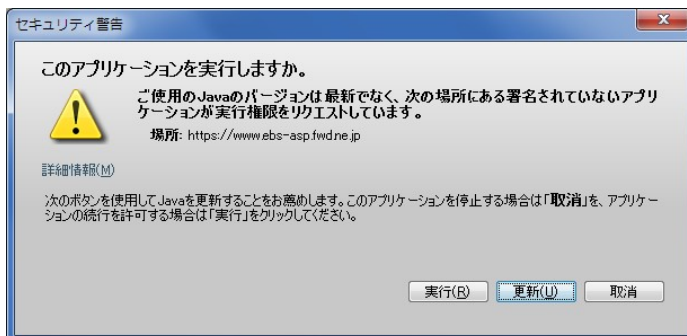 セキュリティ警告
このアプリケーションを実行しますか。
ご使用のJavaのバージョンは最新でなく、次の場所にある署名されていないアプリ
ケーションが実行権限をリクエストしています。
場所: https://www.ebs-asp.fwd.ne.jp
詳細情報(M)
次のボタンを使用してJavaを更新することをお薦めします。このアプリケーションを停止する場合は「取消」を、アプリケー
ションの続行を許可する場合は「実行」をクリックしてください。
実行(R) 更新(U) 取消